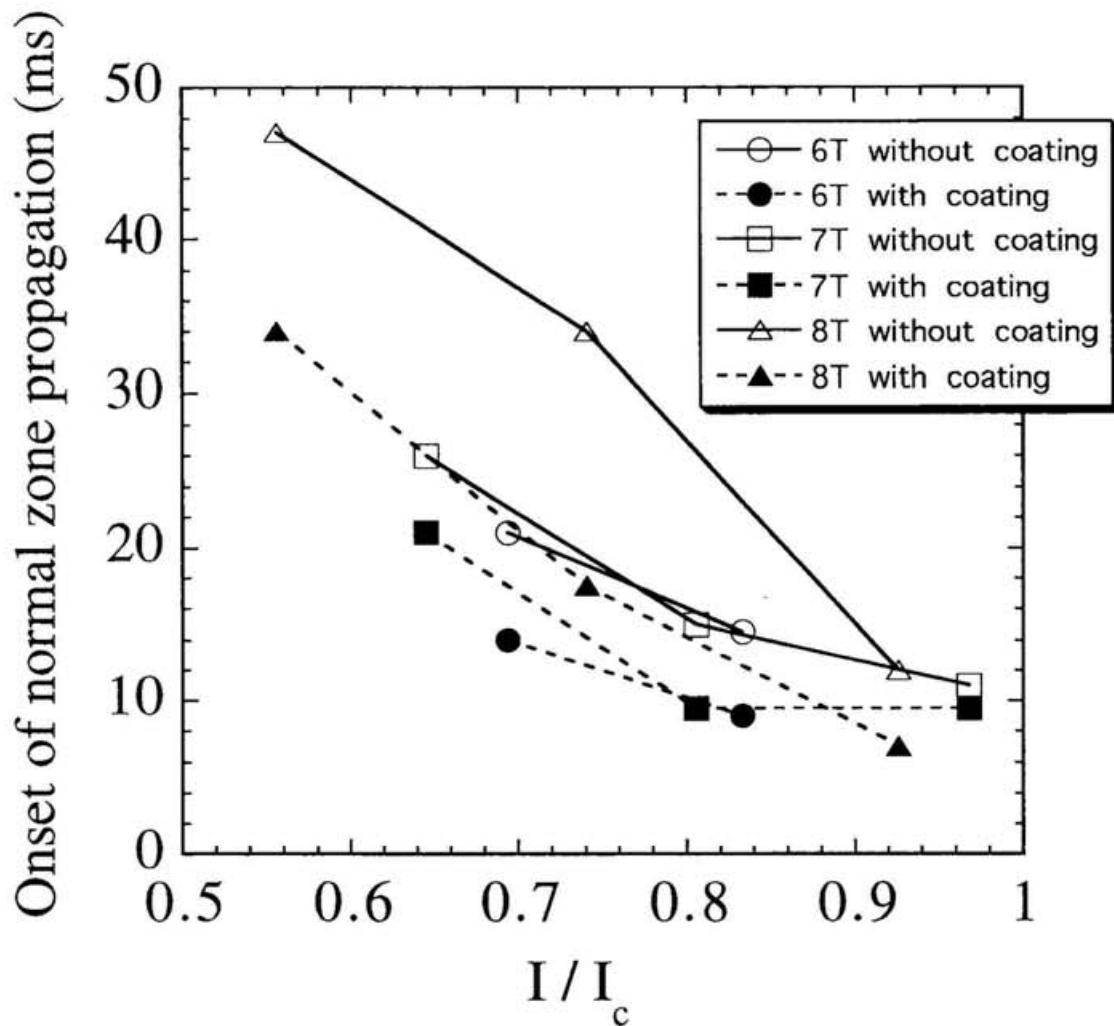 Onset of normal zone propagation (ms)
50
40
30
20
10
0
0.5 0.6 0.7 0.8 0.9 1
I / Ic
6T without coating
6T with coating
7T without coating
7T with coating
8T without coating
8T with coating